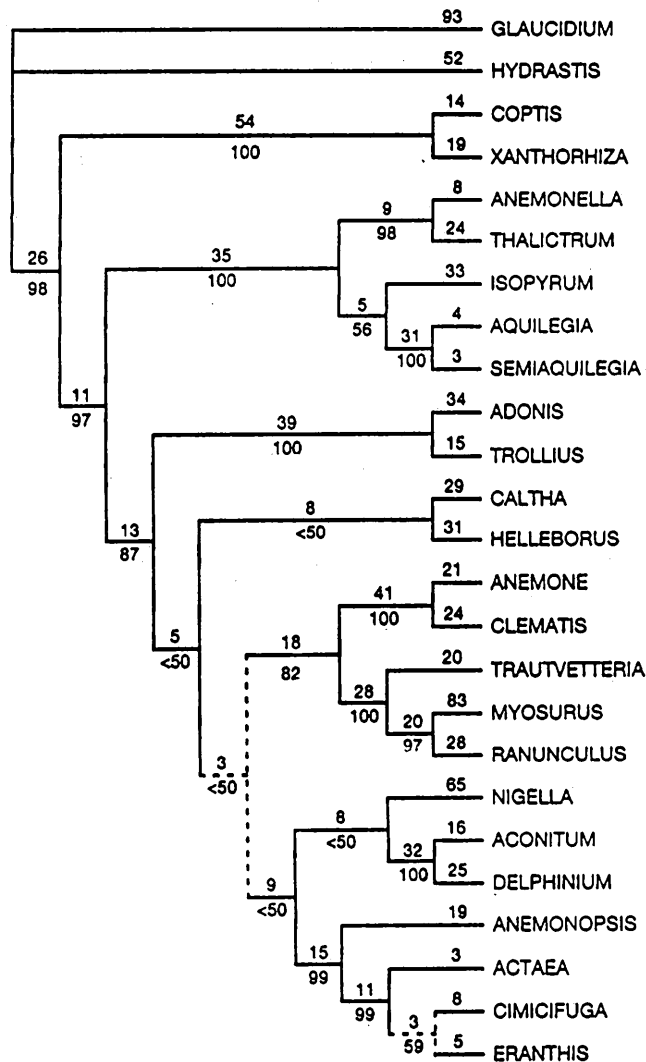 93 GLAUCIDIUM
52 HYDRASTIS
14 COPTIS
54
100
19 XANTHORHIZA
8 ANEMONELLA
9
98
24 THALICTRUM
26
98
35
100
33 ISOPYRUM
5
56
4 AQUILEGIA
31
100
3 SEMIAQUILEGIA
11
97
34 ADONIS
39
100
15 TROLLIUS
29 CALTHA
8
<50
31 HELLEBORUS
13
87
21 ANEMONE
41
100
24 CLEMATIS
5
<50
18
82
20 TRAUTVETTERIA
28
100
83 MYOSURUS
20
97
28 RANUNCULUS
3
<50
65 NIGELLA
8
<50
16 ACONITUM
32
100
25 DELPHINIUM
9
<50
19 ANEMONOPSIS
15
99
3 ACTAEA
11
99
8 CIMICIFUGA
3
59
5 ERANTHIS